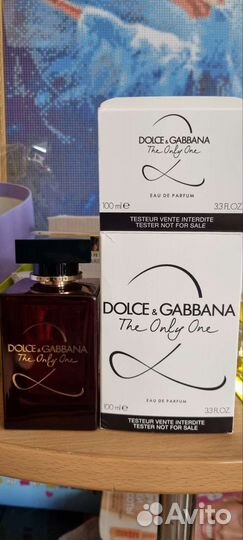 DOLCE & GABBANA
The Only One
EAU DE PARFUM
100 ml e
3.3 FL.OZ.
TESTEUR VENTE INTERDITE
TESTER NOT FOR SALE
DOLCE & GABBANA
The Only One
EAU DE PARFUM
100 ml e
3.3 FL.OZ.
TESTEUR VENTE INTERDITE
TESTER NOT FOR SALE
DOLCE & GABBANA
The Only One
Avito